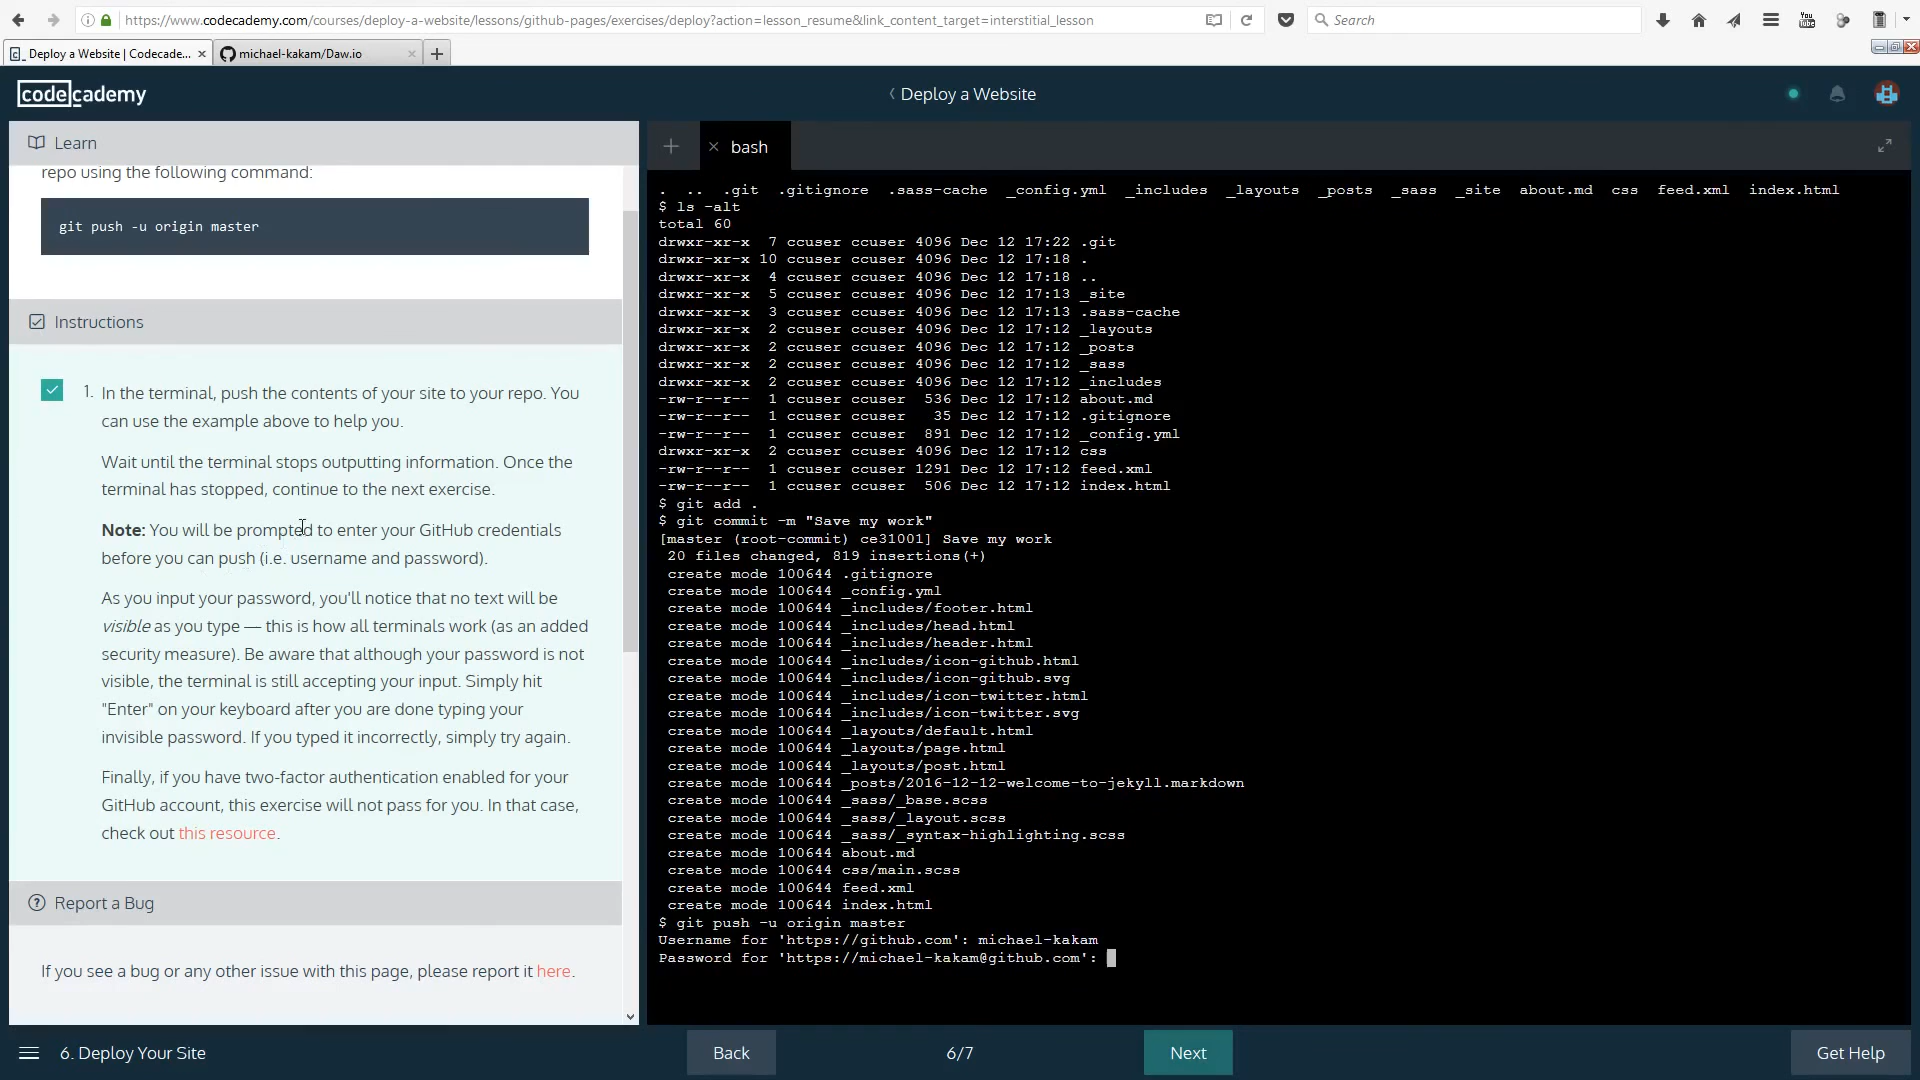 https://www.codecademy.com/courses/deploy-a-website/lessons/github-pages/exercises/deploy?action=lesson_resume&link_content_target=interstitial_lesson
Search
You
Deploy a Website | Codecade...
michael-kakam/Daw.io
codecademy
Deploy a Website
Learn
repo using the following command:
git push -u origin master
Instructions
1. In the terminal, push the contents of your site to your repo. You
can use the example above to help you.
Wait until the terminal stops outputting information. Once the
terminal has stopped, continue to the next exercise.
Note: You will be prompted to enter your GitHub credentials
before you can push (i.e. username and password).
As you input your password, you'll notice that no text will be
visible as you type — this is how all terminals work (as an added
security measure). Be aware that although your password is not
visible, the terminal is still accepting your input. Simply hit
"Enter" on your keyboard after you are done typing your
invisible password. If you typed it incorrectly, simply try again.
Finally, if you have two-factor authentication enabled for your
GitHub account, this exercise will not pass for you. In that case,
check out this resource.
Report a Bug
If you see a bug or any other issue with this page, please report it here.
bash
. .. .git .gitignore .sass-cache _config.yml _includes _layouts _posts _sass _site about.md css feed.xml index.html
$ ls -alt
total 60
drwxr-xr-x 7 ccuser ccuser 4096 Dec 12 17:22 .git
drwxr-xr-x 10 ccuser ccuser 4096 Dec 12 17:18 .
drwxr-xr-x 4 ccuser ccuser 4096 Dec 12 17:18 ..
drwxr-xr-x 5 ccuser ccuser 4096 Dec 12 17:13 _site
drwxr-xr-x 3 ccuser ccuser 4096 Dec 12 17:13 .sass-cache
drwxr-xr-x 2 ccuser ccuser 4096 Dec 12 17:12 _layouts
drwxr-xr-x 2 ccuser ccuser 4096 Dec 12 17:12 _posts
drwxr-xr-x 2 ccuser ccuser 4096 Dec 12 17:12 _sass
drwxr-xr-x 2 ccuser ccuser 4096 Dec 12 17:12 _includes
-rw-r--r-- 1 ccuser ccuser 536 Dec 12 17:12 about.md
-rw-r--r-- 1 ccuser ccuser 35 Dec 12 17:12 .gitignore
-rw-r--r-- 1 ccuser ccuser 891 Dec 12 17:12 _config.yml
drwxr-xr-x 2 ccuser ccuser 4096 Dec 12 17:12 css
-rw-r--r-- 1 ccuser ccuser 1291 Dec 12 17:12 feed.xml
-rw-r--r-- 1 ccuser ccuser 506 Dec 12 17:12 index.html
$ git add .
$ git commit -m "Save my work"
[master (root-commit) ce31001] Save my work
20 files changed, 819 insertions(+)
create mode 100644 .gitignore
create mode 100644 _config.yml
create mode 100644 _includes/footer.html
create mode 100644 _includes/head.html
create mode 100644 _includes/header.html
create mode 100644 _includes/icon-github.html
create mode 100644 _includes/icon-github.svg
create mode 100644 _includes/icon-twitter.html
create mode 100644 _includes/icon-twitter.svg
create mode 100644 _layouts/default.html
create mode 100644 _layouts/page.html
create mode 100644 _layouts/post.html
create mode 100644 _posts/2016-12-12-welcome-to-jekyll.markdown
create mode 100644 _sass/_base.scss
create mode 100644 _sass/_layout.scss
create mode 100644 _sass/_syntax-highlighting.scss
create mode 100644 about.md
create mode 100644 css/main.scss
create mode 100644 feed.xml
create mode 100644 index.html
$ git push -u origin master
Username for 'https://github.com': michael-kakam
Password for 'https://michael-kakam@github.com':
6. Deploy Your Site
Back
6/7
Next
Get Help